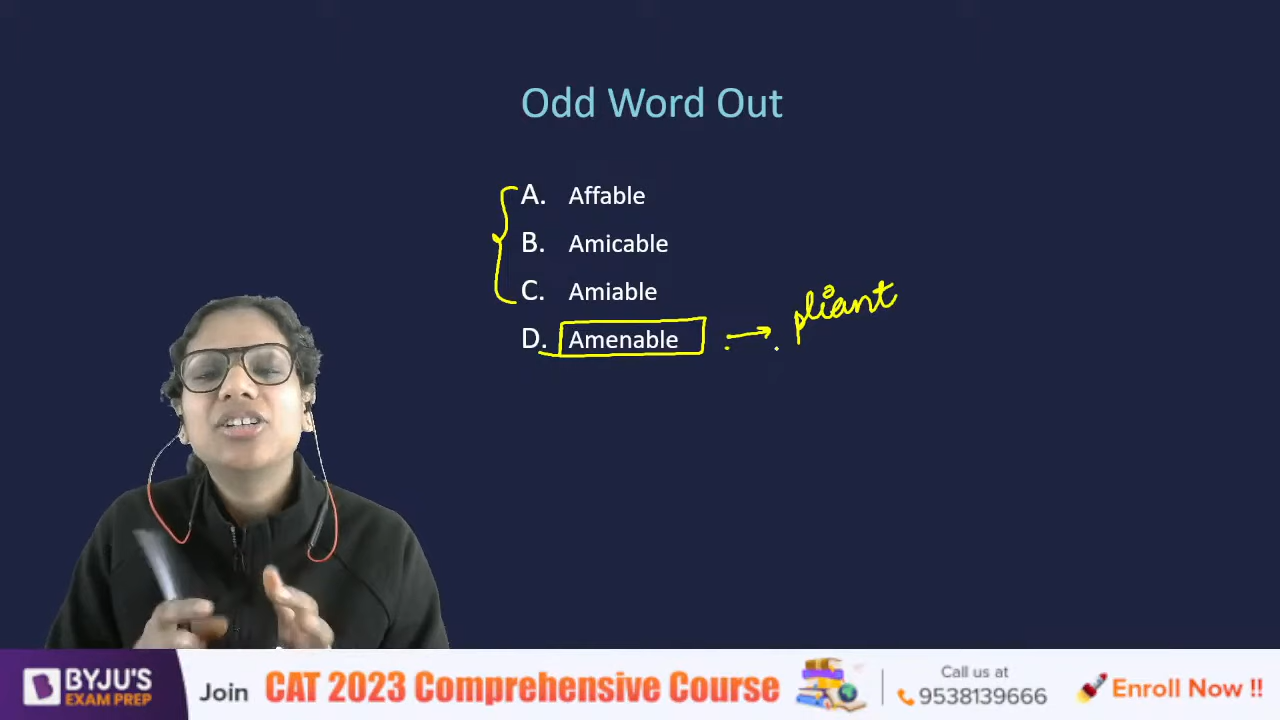 Odd Word Out
A. Affable
B. Amicable
C. Amiable
D. Amenable → pliant
BYJU'S
EXAM PREP
Join CAT 2023 Comprehensive Course
Call us at
9538139666
Enroll Now !!